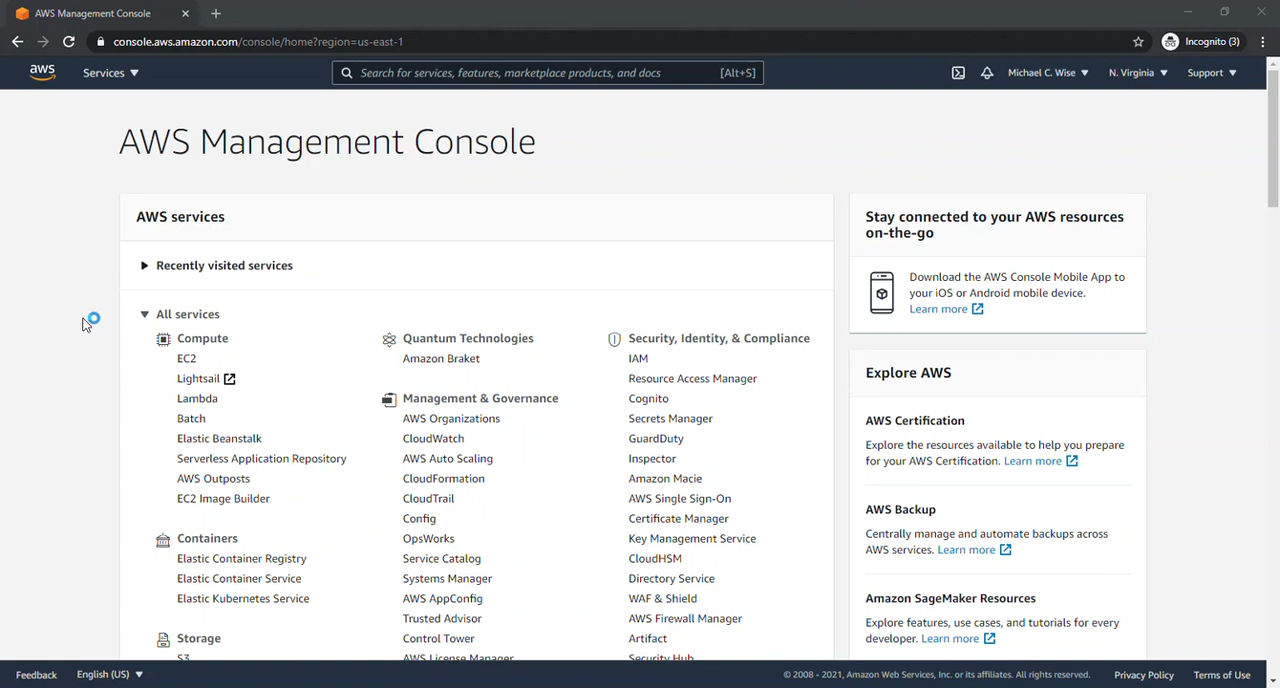 AWS Management Console
console.aws.amazon.com/console/home?region=us-east-1
Incognito (3)
aws
Services
Search for services, features, marketplace products, and docs
[Alt+S]
Michael C. Wise
N. Virginia
Support
AWS Management Console
AWS services
Recently visited services
All services
Compute
EC2
Lightsail
Lambda
Batch
Elastic Beanstalk
Serverless Application Repository
AWS Outposts
EC2 Image Builder
Containers
Elastic Container Registry
Elastic Container Service
Elastic Kubernetes Service
Storage
S3
Quantum Technologies
Amazon Braket
Management & Governance
AWS Organizations
CloudWatch
AWS Auto Scaling
CloudFormation
CloudTrail
Config
OpsWorks
Service Catalog
Systems Manager
AWS AppConfig
Trusted Advisor
Control Tower
AWS License Manager
Security, Identity, & Compliance
IAM
Resource Access Manager
Cognito
Secrets Manager
GuardDuty
Inspector
Amazon Macie
AWS Single Sign-On
Certificate Manager
Key Management Service
CloudHSM
Directory Service
WAF & Shield
AWS Firewall Manager
Artifact
Security Hub
Stay connected to your AWS resources
on-the-go
Download the AWS Console Mobile App to
your iOS or Android mobile device.
Learn more
Explore AWS
AWS Certification
Explore the resources available to help you prepare
for your AWS Certification. Learn more
AWS Backup
Centrally manage and automate backups across
AWS services. Learn more
Amazon SageMaker Resources
Explore features, use cases, and tutorials for every
developer. Learn more
Feedback
English (US)
© 2008 - 2021, Amazon Web Services, Inc. or its affiliates. All rights reserved.
Privacy Policy
Terms of Use